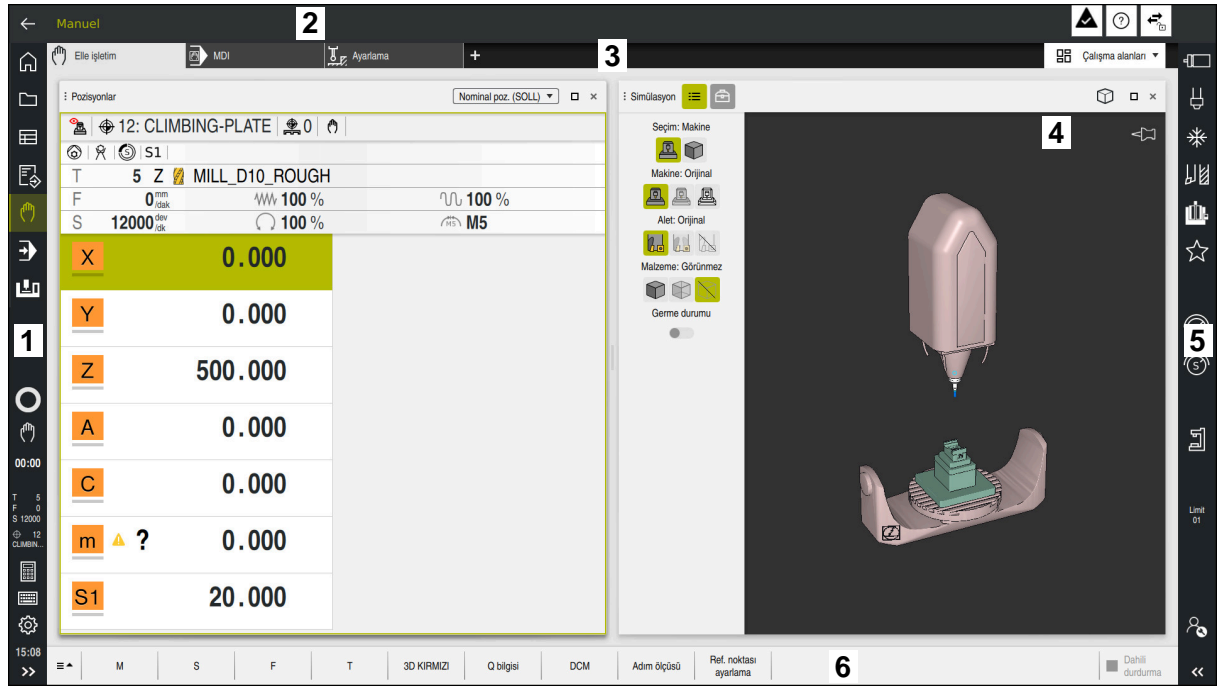 Manuel
2
Elle işletim
MDI
Ayarlama
+
3
Çalışma alanları
Pozisyonlar
Nominal poz. (SOLL)
12: CLIMBING-PLATE
0
S1
T 5 Z MILL_D10_ROUGH
F 0 mm/dak 100 % 100 %
S 12000 dev/dk 100 % M5
X 0.000
Y 0.000
Z 500.000
A 0.000
C 0.000
m ? 0.000
S1 20.000
Simülasyon
Seçim: Makine
Makine: Orijinal
Alet: Orijinal
Malzeme: Görünmez
Germe durumu
4
1
00:00
T 5
F 0
S 12000
12
CLIMBIN...
15:08
5
S
Limit
01
M
S
F
T
3D KIRMIZI
Q bilgisi
DCM
Adım ölçüsü
Ref. noktası
ayarlama
6
Dahili
durdurma